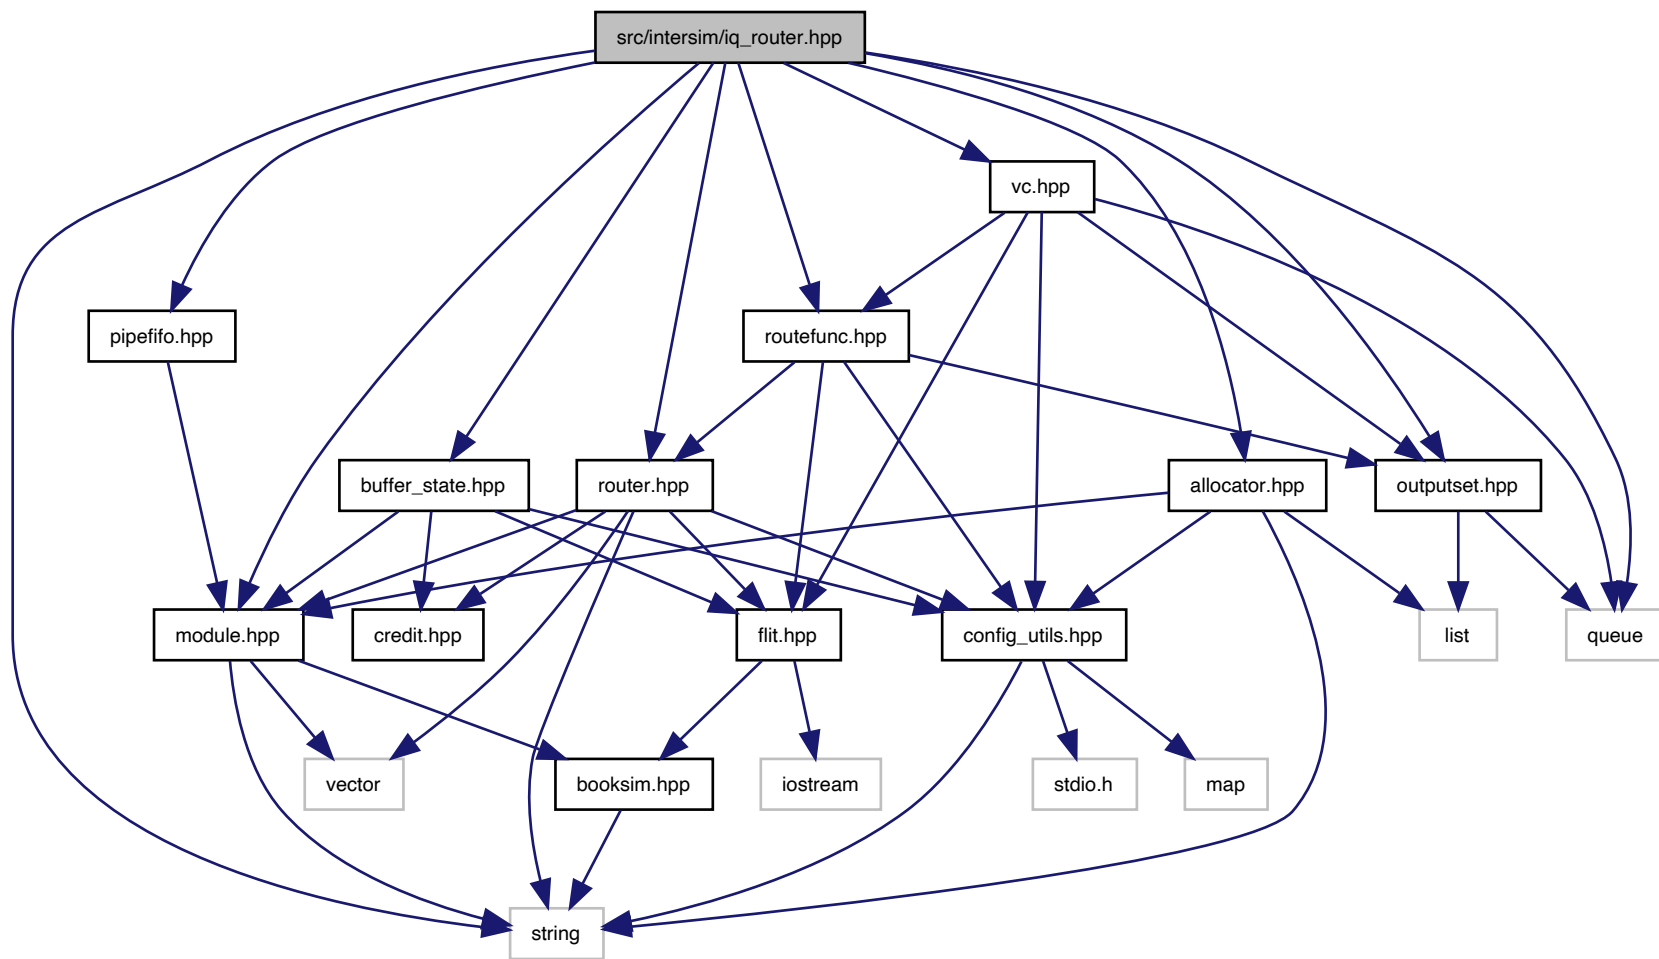 src/intersim/iq_router.hpp
vc.hpp
pipefifo.hpp
routefunc.hpp
buffer_state.hpp
router.hpp
allocator.hpp
outputset.hpp
module.hpp
credit.hpp
flit.hpp
config_utils.hpp
list
queue
vector
booksim.hpp
iostream
stdio.h
map
string